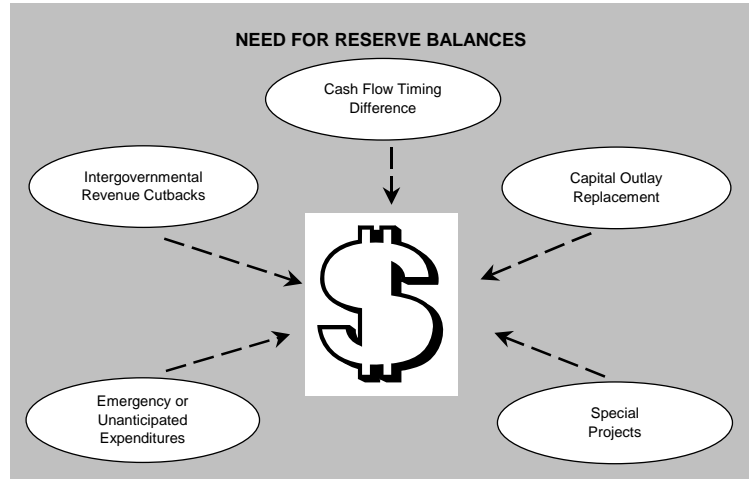 NEED FOR RESERVE BALANCES
Cash Flow Timing
Difference
Intergovernmental
Revenue Cutbacks
Capital Outlay
Replacement
$
Emergency or
Unanticipated
Expenditures
Special
Projects